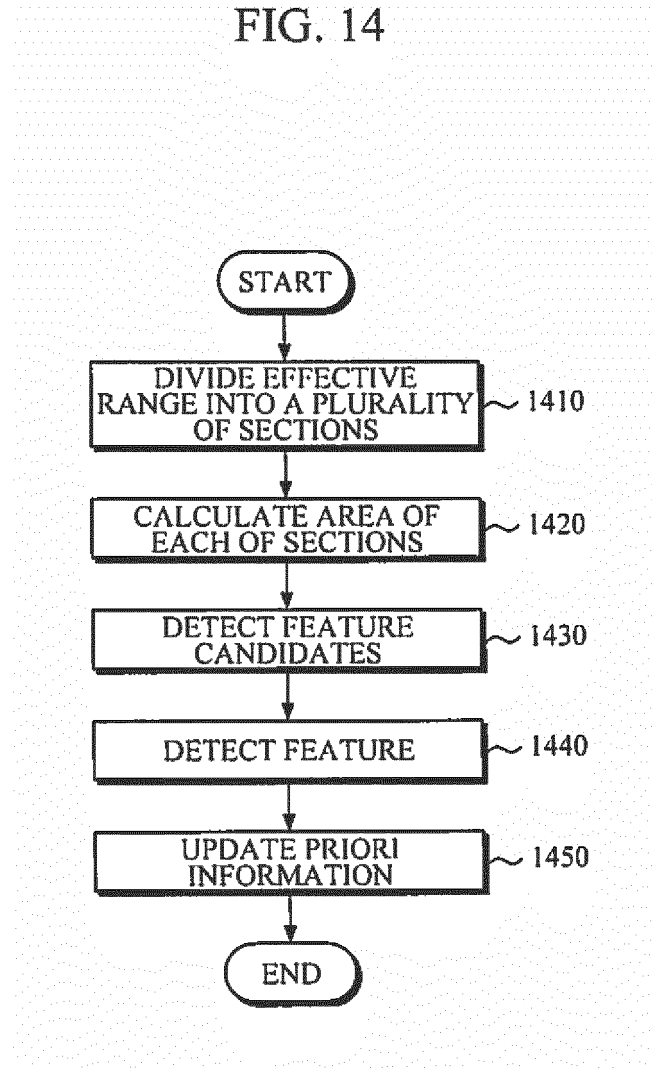 FIG. 14
START
DIVIDE EFFECTIVE
RANGE INTO A PLURALITY
OF SECTIONS
1410
CALCULATE AREA OF
EACH OF SECTIONS
1420
DETECT FEATURE
CANDIDATES
1430
DETECT FEATURE
1440
UPDATE PRIORI
INFORMATION
1450
END